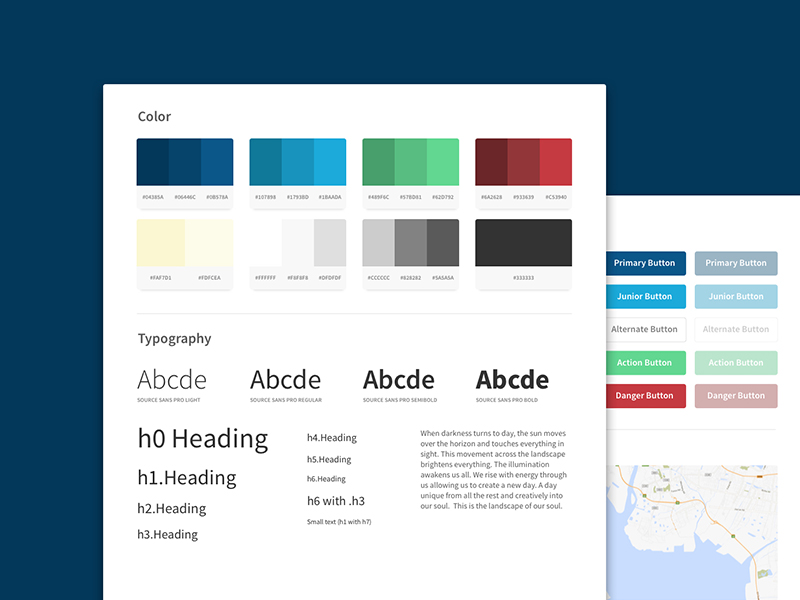 Color
#06446C
#0B578A
#107898
#1793BD
#1BAADA
#489F6C
#57BD81
#62D792
#6A2628
#933639
#C53940
#FAF7D1
#FDFCEA
#FFFFFF
#F8F8F8
#DFDFDF
#CCCCCC
#828282
#5A5A5A
#333333
Primary Button
Primary Button
Junior Button
Junior Button
Alternate Button
Alternate Button
Action Button
Action Button
Danger Button
Danger Button
Typography
Abcde
Abcde
Abcde
Abcde
SOURCE SANS PRO LIGHT
SOURCE SANS PRO REGULAR
SOURCE SANS PRO SEMIBOLD
SOURCE SANS PRO BOLD
h0 Heading
h1.Heading
h2.Heading
h3.Heading
h4.Heading
h5.Heading
h6.Heading
h6 with .h3
Small text (h1 with h7)
When darkness turns to day, the sun moves
over the horizon and touches everything in
sight. This movement across the landscape
brightens everything. The illumination
awakens us all. We rise with energy through
us allowing us to create a new day. A day
unique from all the rest and creatively into
our soul. This is the landscape of our soul.